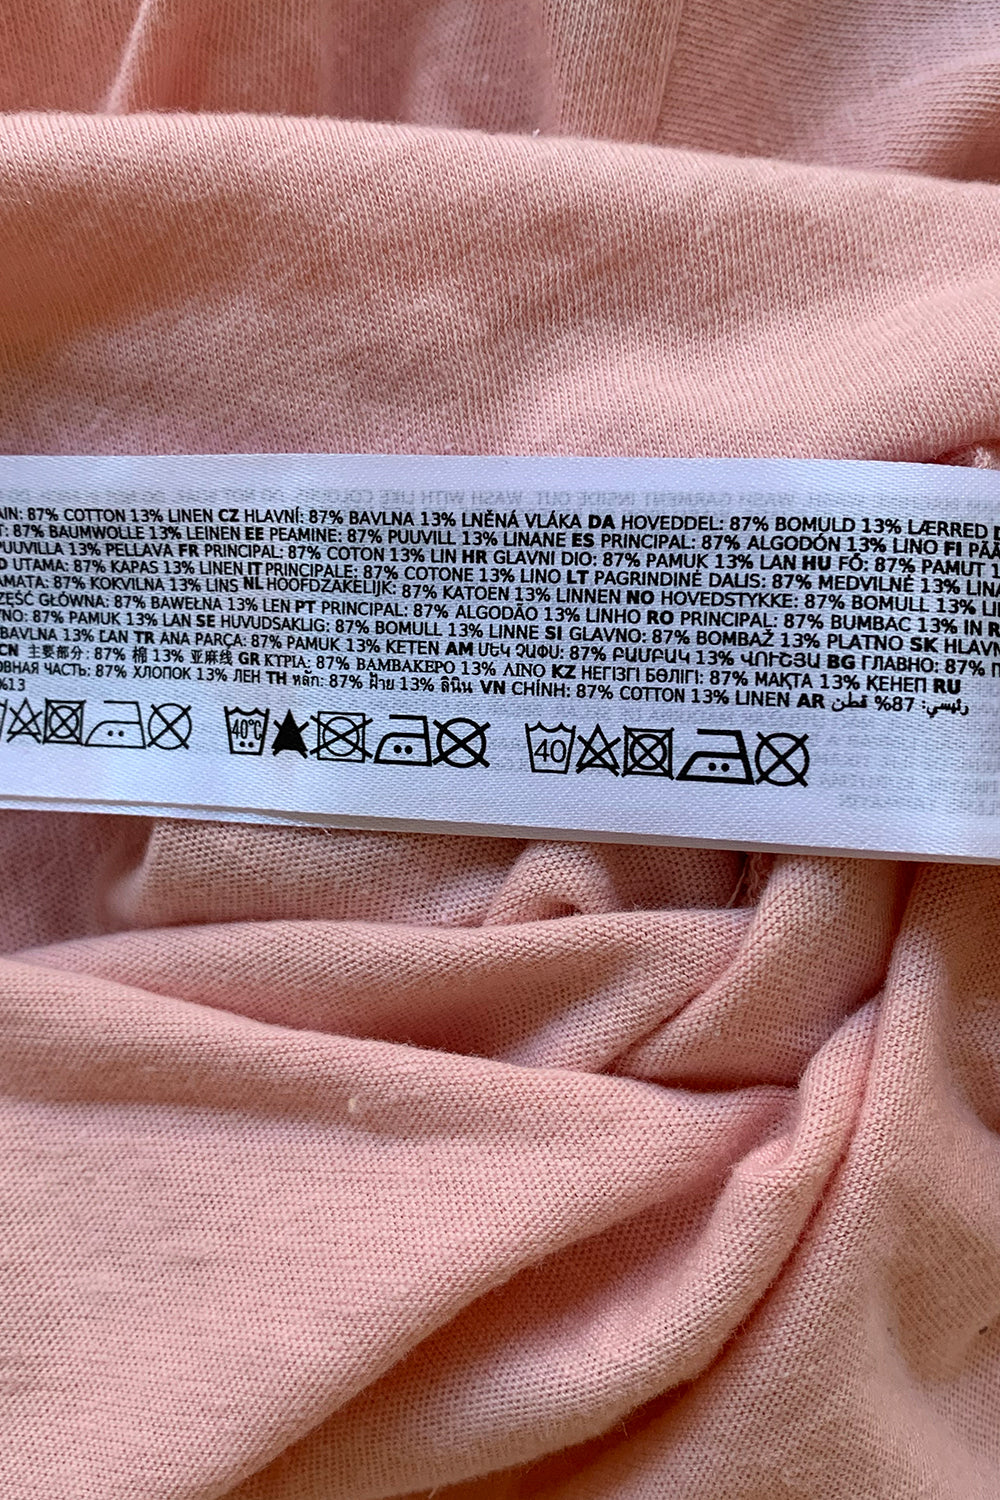 AIN: 87% COTTON 13% LINEN CZ HLAVNÍ: 87% BAVLNA 13% LNĚNÁ VLÁKA DA HOVEDDEL: 87% BOMULD 13% LÆRRED
T: 87% BAUMWOLLE 13% LEINEN EE PEAMINE: 87% PUUVILL 13% LINANE ES PRINCIPAL: 87% ALGODÓN 13% LINO FI PÄÄ
PUUVILLA 13% PELLAVA FR PRINCIPAL: 87% COTON 13% LIN HR GLAVNI DIO: 87% PAMUK 13% LAN HU FŐ: 87% PAMUT 1
D UTAMA: 87% KAPAS 13% LINEN IT PRINCIPALE: 87% COTONE 13% LINO LT PAGRINDINĖ DALIS: 87% MEDVILNĖ 13% LINA
AMATA: 87% KOKVILNA 13% LINS NL HOOFDZAKELIJK: 87% KATOEN 13% LINNEN NO HOVEDSTYKKE: 87% BOMULL 13% LI
ZĘŚĆ GŁÓWNA: 87% BAWEŁNA 13% LEN PT PRINCIPAL: 87% ALGODÃO 13% LINHO RO PRINCIPAL: 87% BUMBAC 13% IN R
VNO: 87% PAMUK 13% LAN SE HUVUDSAKLIG: 87% BOMULL 13% LINNE SI GLAVNO: 87% BOMBAŽ 13% PLATNO SK HLAVN
BAVLNA 13% ĽAN TR ANA PARÇA: 87% PAMUK 13% KETEN AM ՄԵԿ ՉԱՓՍ: 87% ԲԱՄԲԱԿ 13% ՎՈՒՇՅԱ BG ГЛАВНО: 87% П
CN 主要部分: 87% 棉 13% 亚麻线 GR ΚΥΡΙΑ: 87% ΒΑΜΒΑΚΕΡΟ 13% ΛΙΝΟ KZ НЕГІЗГІ БӨЛІГІ: 87% МАҚТА 13% КЕНЕП RU
ОВНАЯ ЧАСТЬ: 87% ХЛОПОК 13% ЛЕН TH หลัก: 87% ฝ้าย 13% ลินิน VN CHÍNH: 87% COTTON 13% LINEN AR رئيسي: 87% قطن
%13
40°C 40